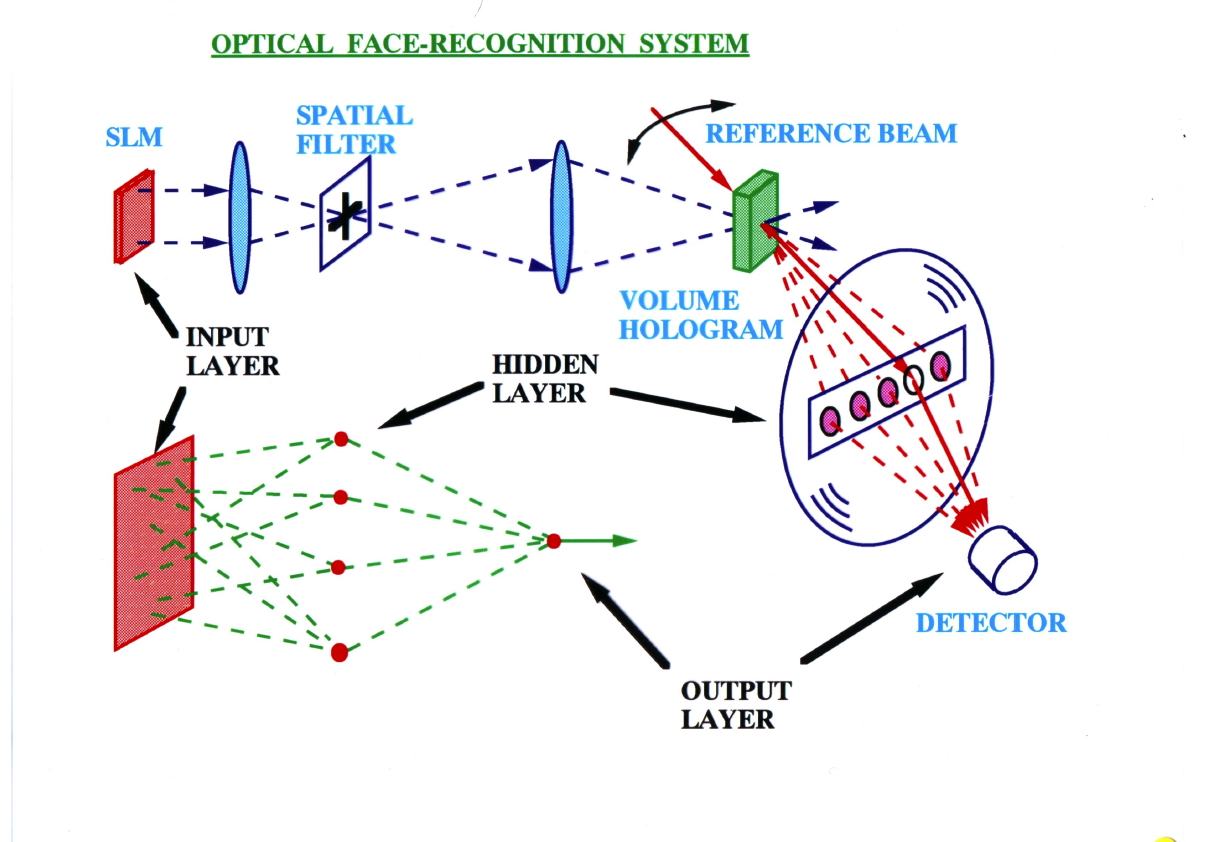 OPTICAL FACE-RECOGNITION SYSTEM
SLM
SPATIAL
FILTER
REFERENCE BEAM
VOLUME
HOLOGRAM
INPUT
LAYER
HIDDEN
LAYER
DETECTOR
OUTPUT
LAYER